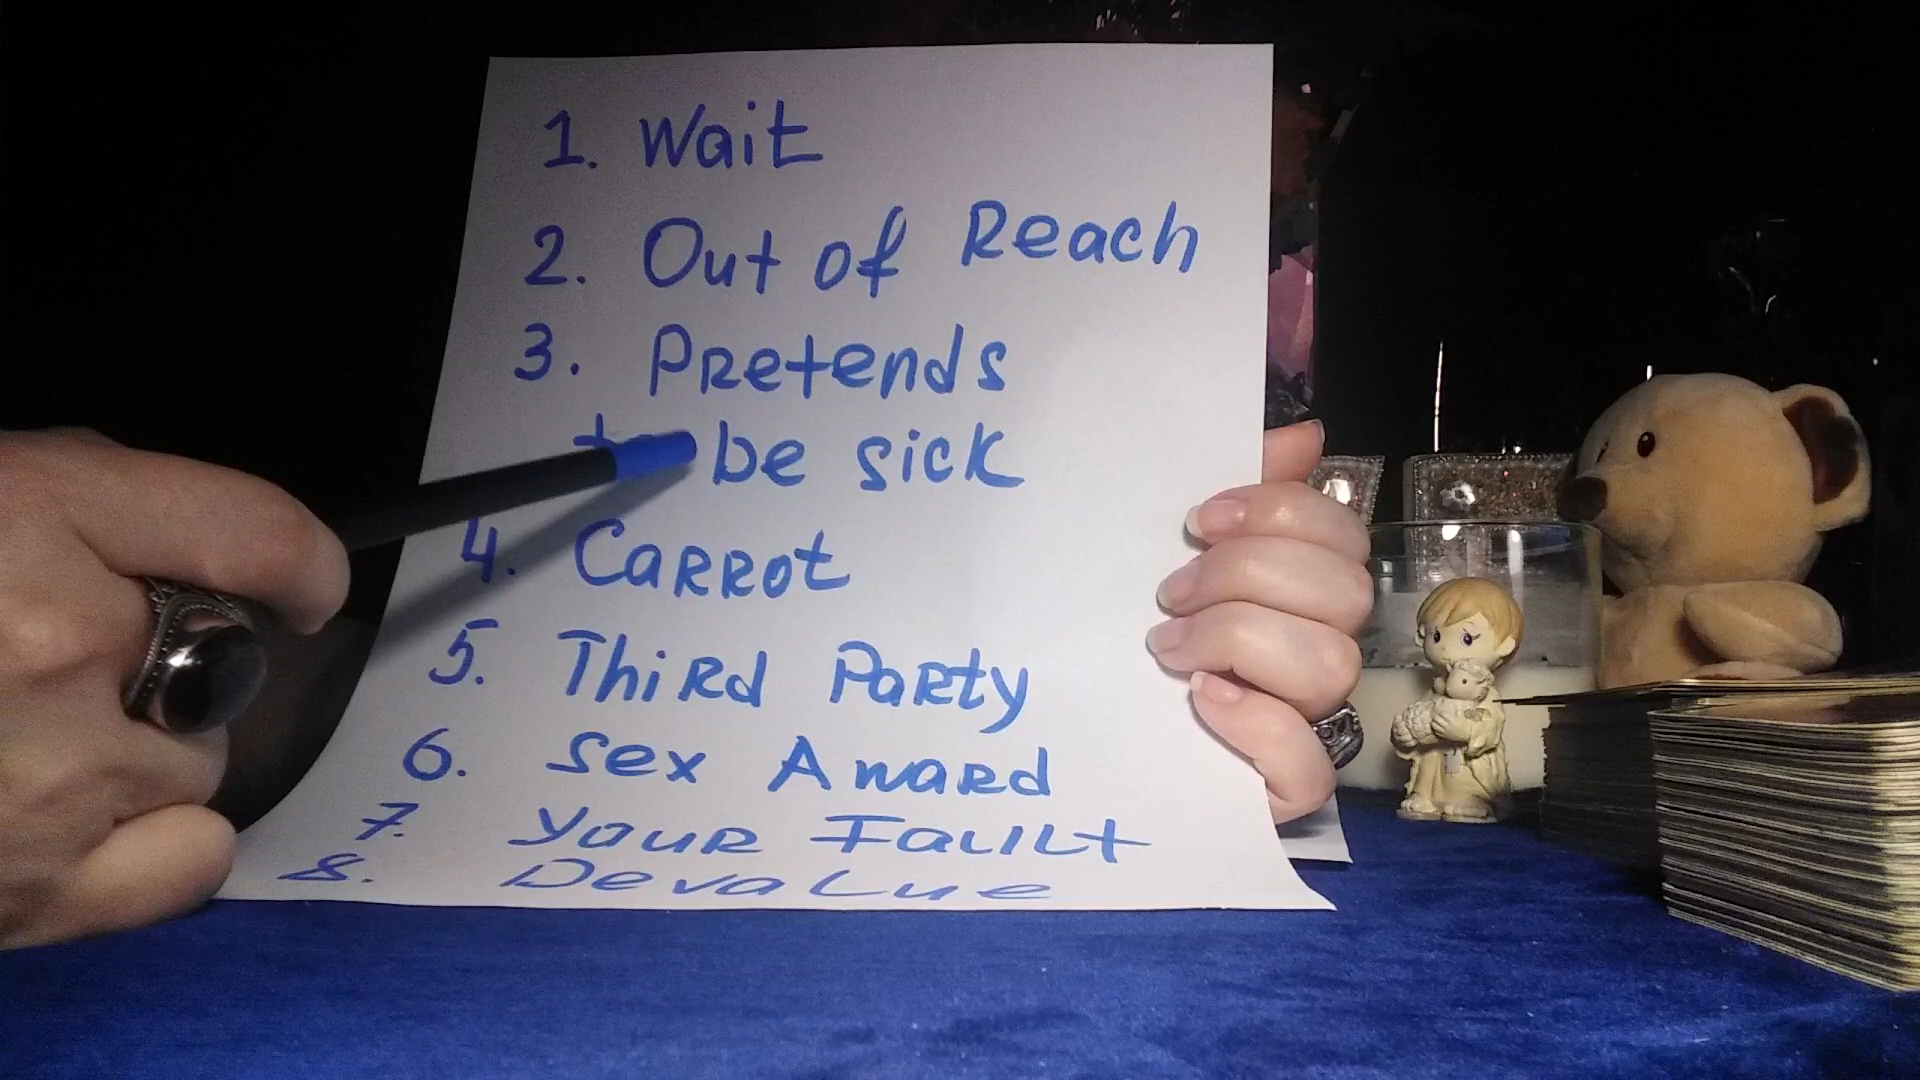 1. Wait
2. Out of Reach
3. Pretends
to be sick
4. Carrot
5. Third Party
6. Sex Award
7. Your Fault
8. Devalue